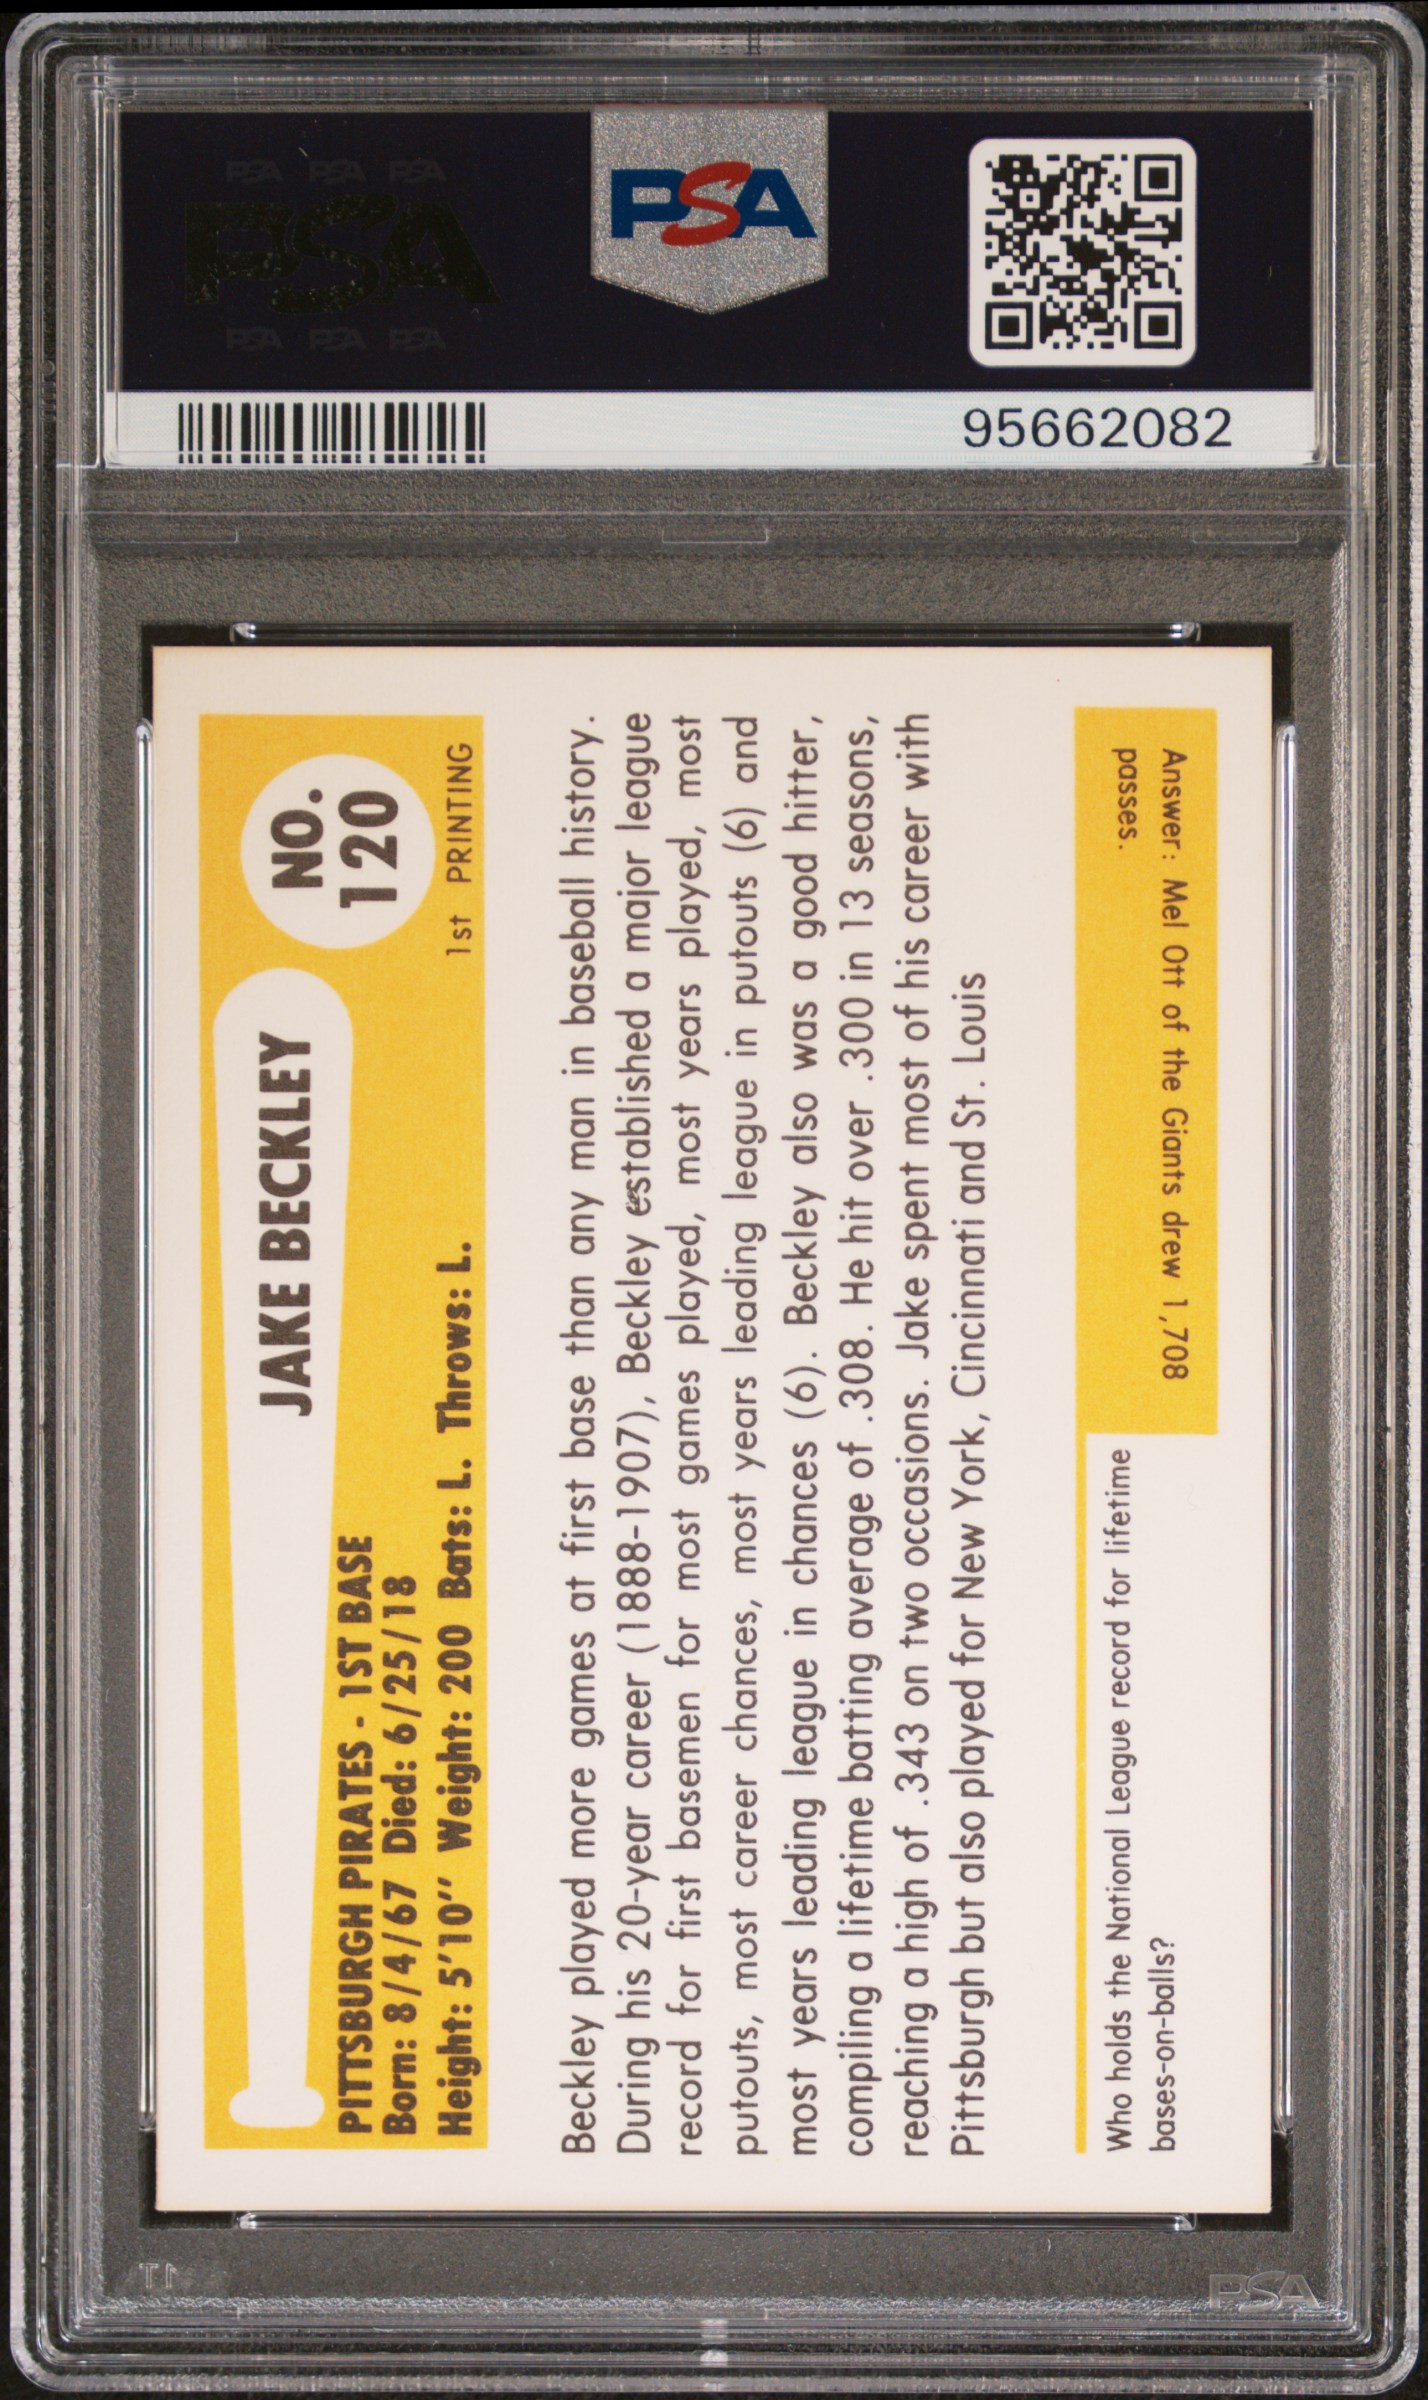 PSA PSA PSA
PSA
PSA PSA PSA
PSA
95662082
NO.
120
1st PRINTING
JAKE BECKLEY
PITTSBURGH PIRATES - 1ST BASE
Born: 8/4/67 Died: 6/25/18
Height: 5'10" Weight: 200 Bats: L. Throws: L.
Beckley played more games at first base than any man in baseball history.
During his 20-year career (1888-1907), Beckley established a major league
record for first basemen for most games played, most years played, most
putouts, most career chances, most years leading league in putouts (6) and
most years leading league in chances (6). Beckley also was a good hitter,
compiling a lifetime batting average of .308. He hit over .300 in 13 seasons,
reaching a high of .343 on two occasions. Jake spent most of his career with
Pittsburgh but also played for New York, Cincinnati and St. Louis
Who holds the National League record for lifetime
bases-on-balls?
Answer: Mel Ott of the Giants drew 1,708
passes.
PSA